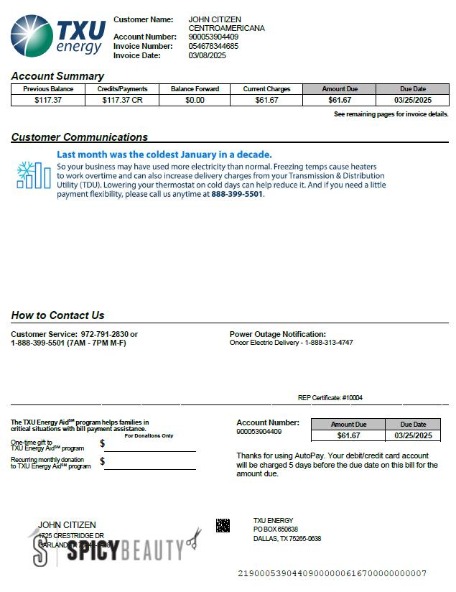 TXU
energy
Customer Name: JOHN CITIZEN
CENTROAMERICANA
Account Number: 900053904409
Invoice Number: 054678344685
Invoice Date: 03/08/2025
Account Summary
Previous Balance Credits/Payments Balance Forward Current Charges Amount Due Due Date
$117.37 $117.37 CR $0.00 $61.67 $61.67 03/25/2025
See remaining pages for invoice details.
Customer Communications
Last month was the coldest January in a decade.
So your business may have used more electricity than normal. Freezing temps cause heaters
to work overtime and can also increase delivery charges from your Transmission & Distribution
Utility (TDU). Lowering your thermostat on cold days can help reduce it. And if you need a little
payment flexibility, please call us anytime at 888-399-5501.
How to Contact Us
Customer Service: 972-791-2830 or
1-888-399-5501 (7AM - 7PM M-F)
Power Outage Notification:
Oncor Electric Delivery - 1-888-313-4747
REP Certificate: #10004
The TXU Energy Aid℠ program helps families in
critical situations with bill payment assistance.
For Donations Only
One-time gift to
TXU Energy Aid℠ program $
Recurring monthly donation
to TXU Energy Aid℠ program $
Account Number:
900053904409
Amount Due Due Date
$61.67 03/25/2025
Thanks for using AutoPay. Your debit/credit card account
will be charged 5 days before the due date on this bill for the
amount due.
JOHN CITIZEN
1725 CRESTRIDGE DR
SPICYBEAUTY
TXU ENERGY
PO BOX 650638
DALLAS, TX 75265-0638